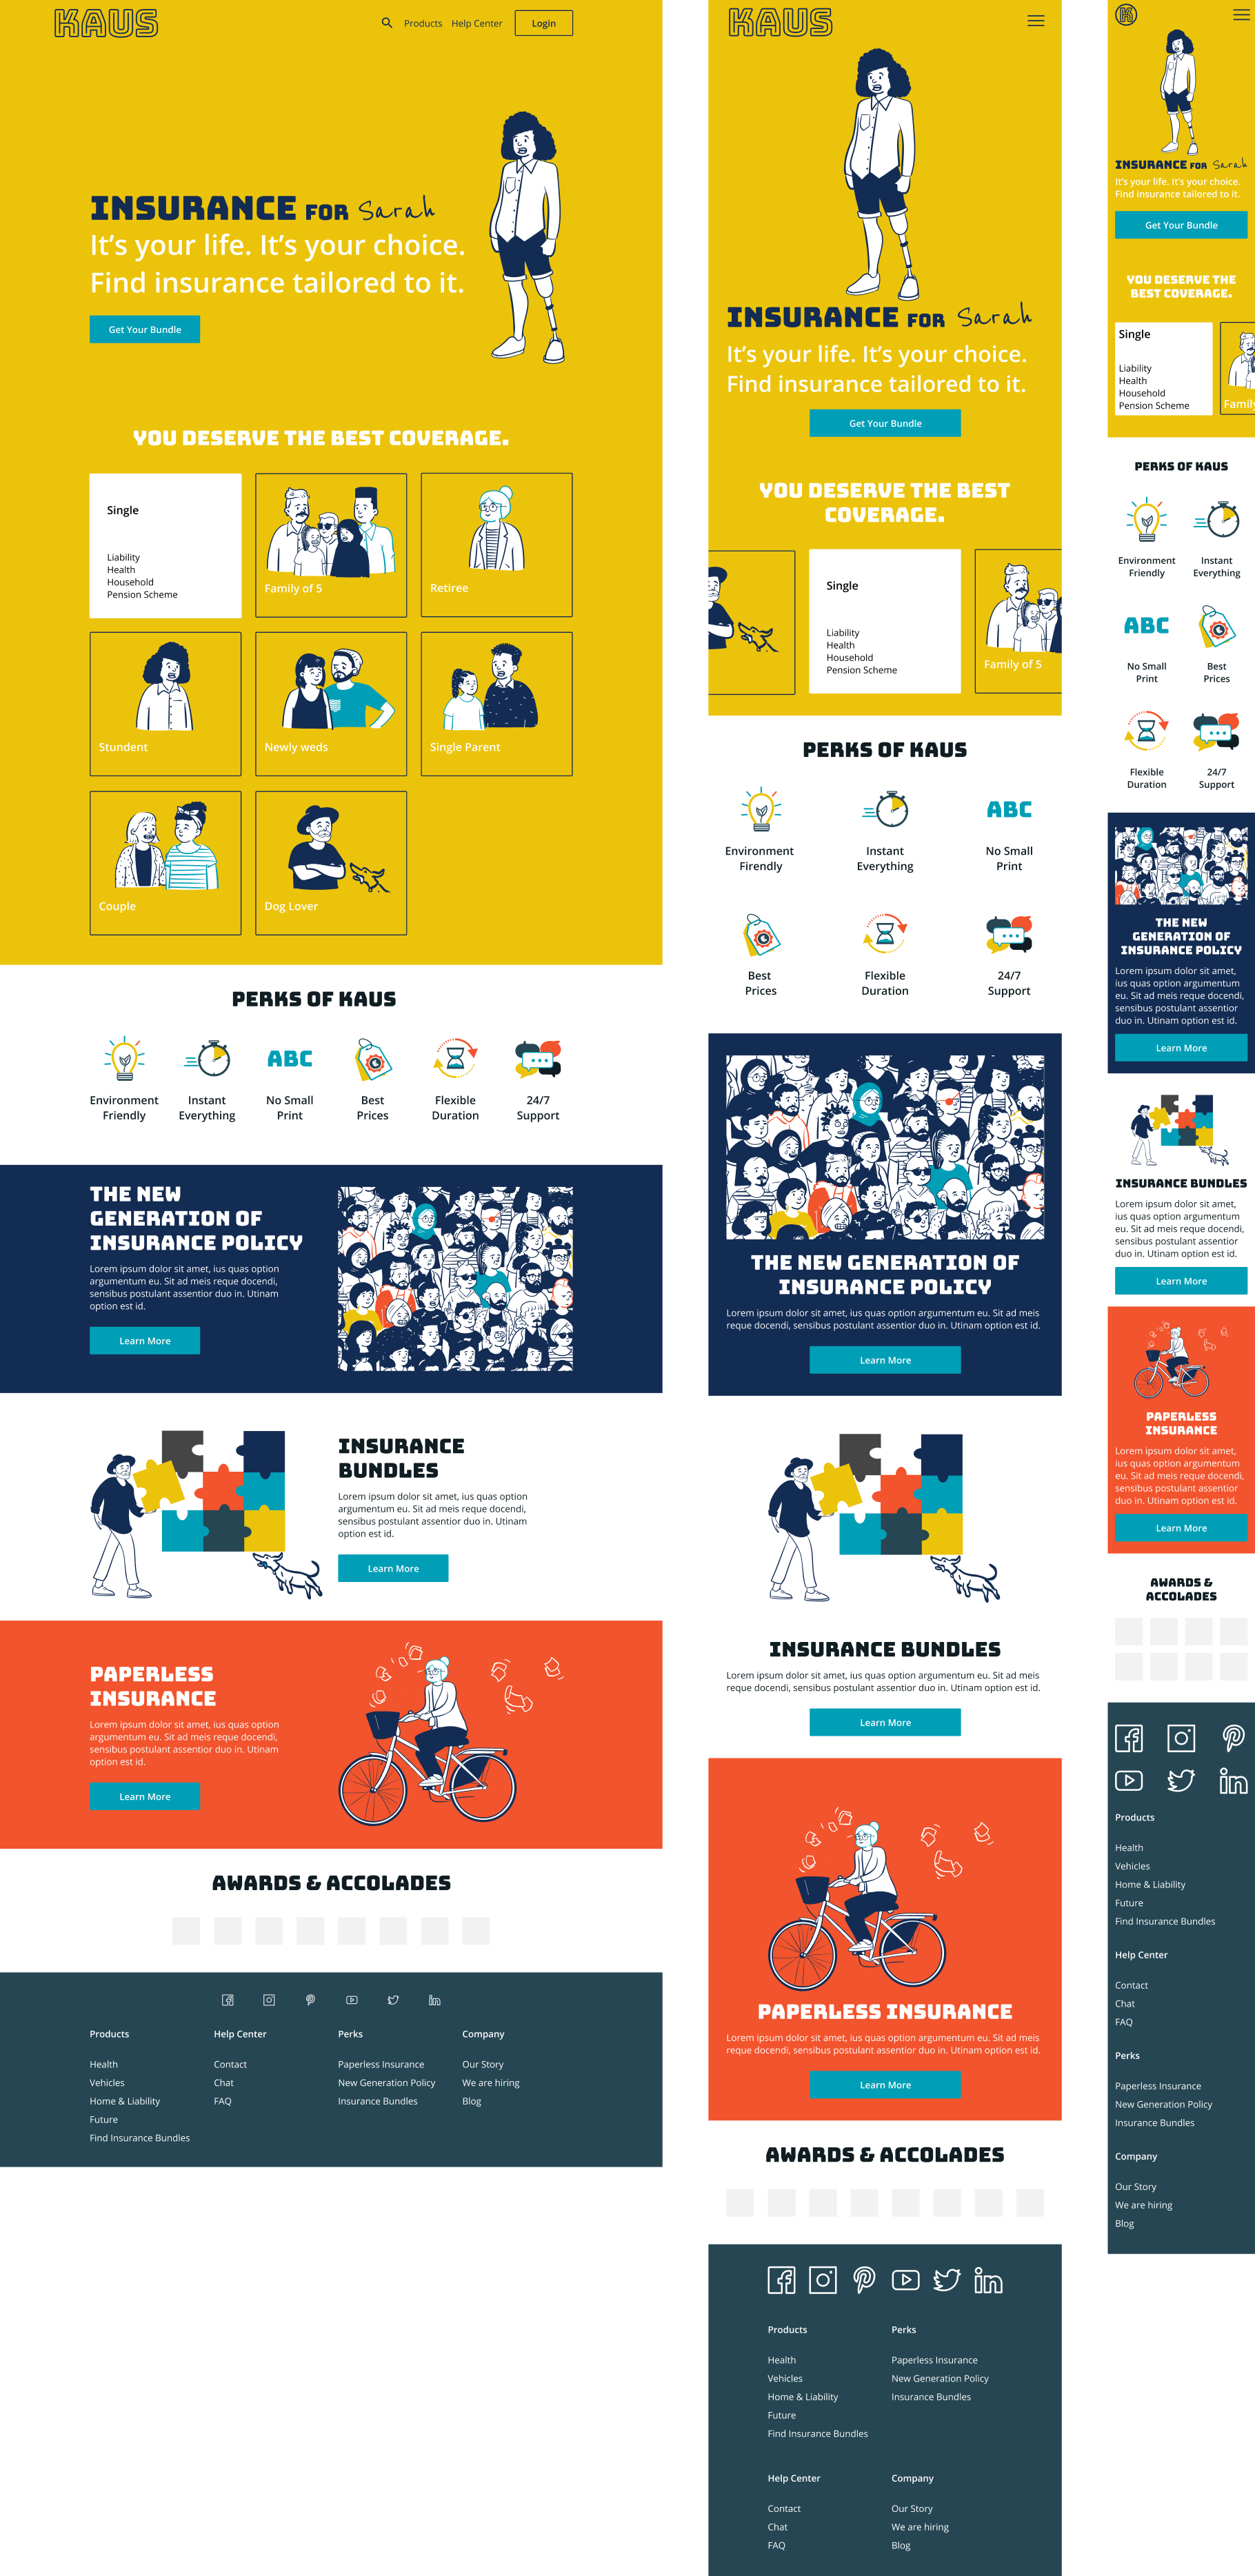 KAUS
Products Help Center Login
INSURANCE FOR Sarah
It's your life. It's your choice.
Find insurance tailored to it.
Get Your Bundle
YOU DESERVE THE BEST COVERAGE.
Single
Liability
Health
Household
Pension Scheme
Family of 5
Retiree
Stundent
Newly weds
Single Parent
Couple
Dog Lover
PERKS OF KAUS
ABC
Environment
Friendly
Instant
Everything
No Small
Print
Best
Prices
Flexible
Duration
24/7
Support
THE NEW
GENERATION OF
INSURANCE POLICY
Lorem ipsum dolor sit amet, ius quas option
argumentum eu. Sit ad meis reque docendi,
sensibus postulant assentior duo in. Utinam
option est id.
Learn More
INSURANCE
BUNDLES
Lorem ipsum dolor sit amet, ius quas option
argumentum eu. Sit ad meis reque docendi,
sensibus postulant assentior duo in. Utinam
option est id.
Learn More
PAPERLESS
INSURANCE
Lorem ipsum dolor sit amet, ius quas option
argumentum eu. Sit ad meis reque docendi,
sensibus postulant assentior duo in. Utinam
option est id.
Learn More
AWARDS & ACCOLADES
Products
Health
Vehicles
Home & Liability
Future
Find Insurance Bundles
Help Center
Contact
Chat
FAQ
Perks
Paperless Insurance
New Generation Policy
Insurance Bundles
Company
Our Story
We are hiring
Blog
KAUS
INSURANCE FOR Sarah
It's your life. It's your choice.
Find insurance tailored to it.
Get Your Bundle
YOU DESERVE THE BEST
COVERAGE.
Single
Liability
Health
Household
Pension Scheme
Family of 5
PERKS OF KAUS
ABC
Environment
Firendly
Instant
Everything
No Small
Print
Best
Prices
Flexible
Duration
24/7
Support
THE NEW GENERATION OF
INSURANCE POLICY
Lorem ipsum dolor sit amet, ius quas option argumentum eu. Sit ad meis
reque docendi, sensibus postulant assentior duo in. Utinam option est id.
Learn More
INSURANCE BUNDLES
Lorem ipsum dolor sit amet, ius quas option argumentum eu. Sit ad meis
reque docendi, sensibus postulant assentior duo in. Utinam option est id.
Learn More
PAPERLESS INSURANCE
Lorem ipsum dolor sit amet, ius quas option argumentum eu. Sit ad meis
reque docendi, sensibus postulant assentior duo in. Utinam option est id.
Learn More
AWARDS & ACCOLADES
Products
Health
Vehicles
Home & Liability
Future
Find Insurance Bundles
Perks
Paperless Insurance
New Generation Policy
Insurance Bundles
Help Center
Contact
Chat
FAQ
Company
Our Story
We are hiring
Blog
K
INSURANCE FOR Sarah
It's your life. It's your choice.
Find insurance tailored to it.
Get Your Bundle
YOU DESERVE THE
BEST COVERAGE.
Single
Liability
Health
Household
Pension Scheme
Family
PERKS OF KAUS
Environment
Friendly
Instant
Everything
ABC
No Small
Print
Best
Prices
Flexible
Duration
24/7
Support
THE NEW
GENERATION OF
INSURANCE POLICY
Lorem ipsum dolor sit amet,
ius quas option argumentum
eu. Sit ad meis reque docendi,
sensibus postulant assentior
duo in. Utinam option est id.
Learn More
INSURANCE BUNDLES
Lorem ipsum dolor sit amet,
ius quas option argumentum
eu. Sit ad meis reque docendi,
sensibus postulant assentior
duo in. Utinam option est id.
Learn More
PAPERLESS
INSURANCE
Lorem ipsum dolor sit amet,
ius quas option argumentum
eu. Sit ad meis reque docendi,
sensibus postulant assentior
duo in. Utinam option est id.
Learn More
AWARDS &
ACCOLADES
Products
Health
Vehicles
Home & Liability
Future
Find Insurance Bundles
Help Center
Contact
Chat
FAQ
Perks
Paperless Insurance
New Generation Policy
Insurance Bundles
Company
Our Story
We are hiring
Blog